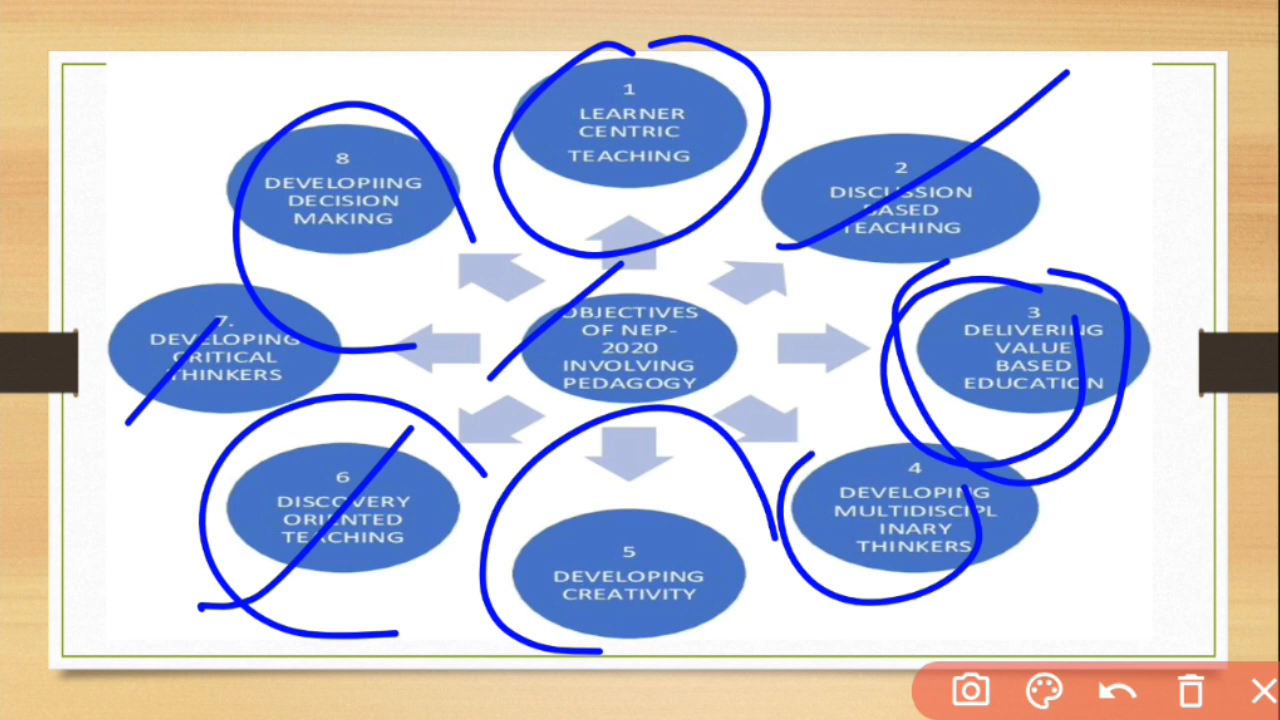 1
LEARNER
CENTRIC
TEACHING
2
DISCUSSION
BASED
TEACHING
3
DELIVERING
VALUE
BASED
EDUCATION
4
DEVELOPING
MULTIDISCIPL
INARY
THINKERS
5
DEVELOPING
CREATIVITY
6
DISCOVERY
ORIENTED
TEACHING
7.
DEVELOPING
CRITICAL
THINKERS
8
DEVELOPIING
DECISION
MAKING
OBJECTIVES
OF NEP-
2020
INVOLVING
PEDAGOGY